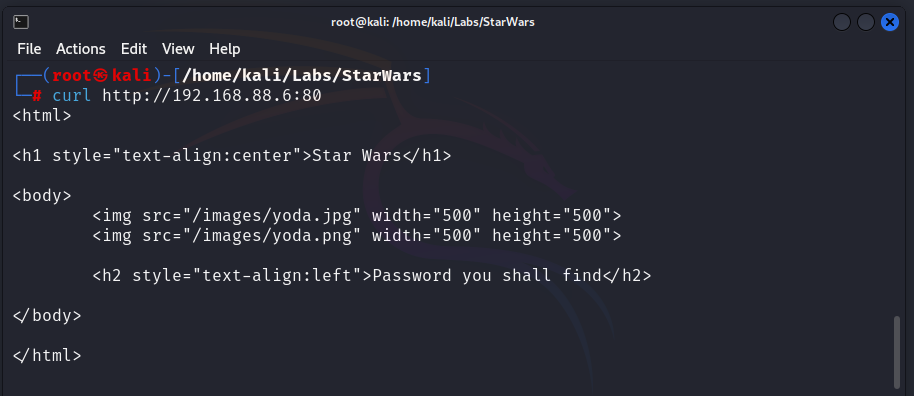 root@kali: /home/kali/Labs/StarWars
File Actions Edit View Help
┌──(root㉿kali)-[/home/kali/Labs/StarWars]
└─# curl http://192.168.88.6:80
<html>
<h1 style="text-align:center">Star Wars</h1>
<body>
        <img src="/images/yoda.jpg" width="500" height="500">
        <img src="/images/yoda.png" width="500" height="500">
        <h2 style="text-align:left">Password you shall find</h2>
</body>
</html>